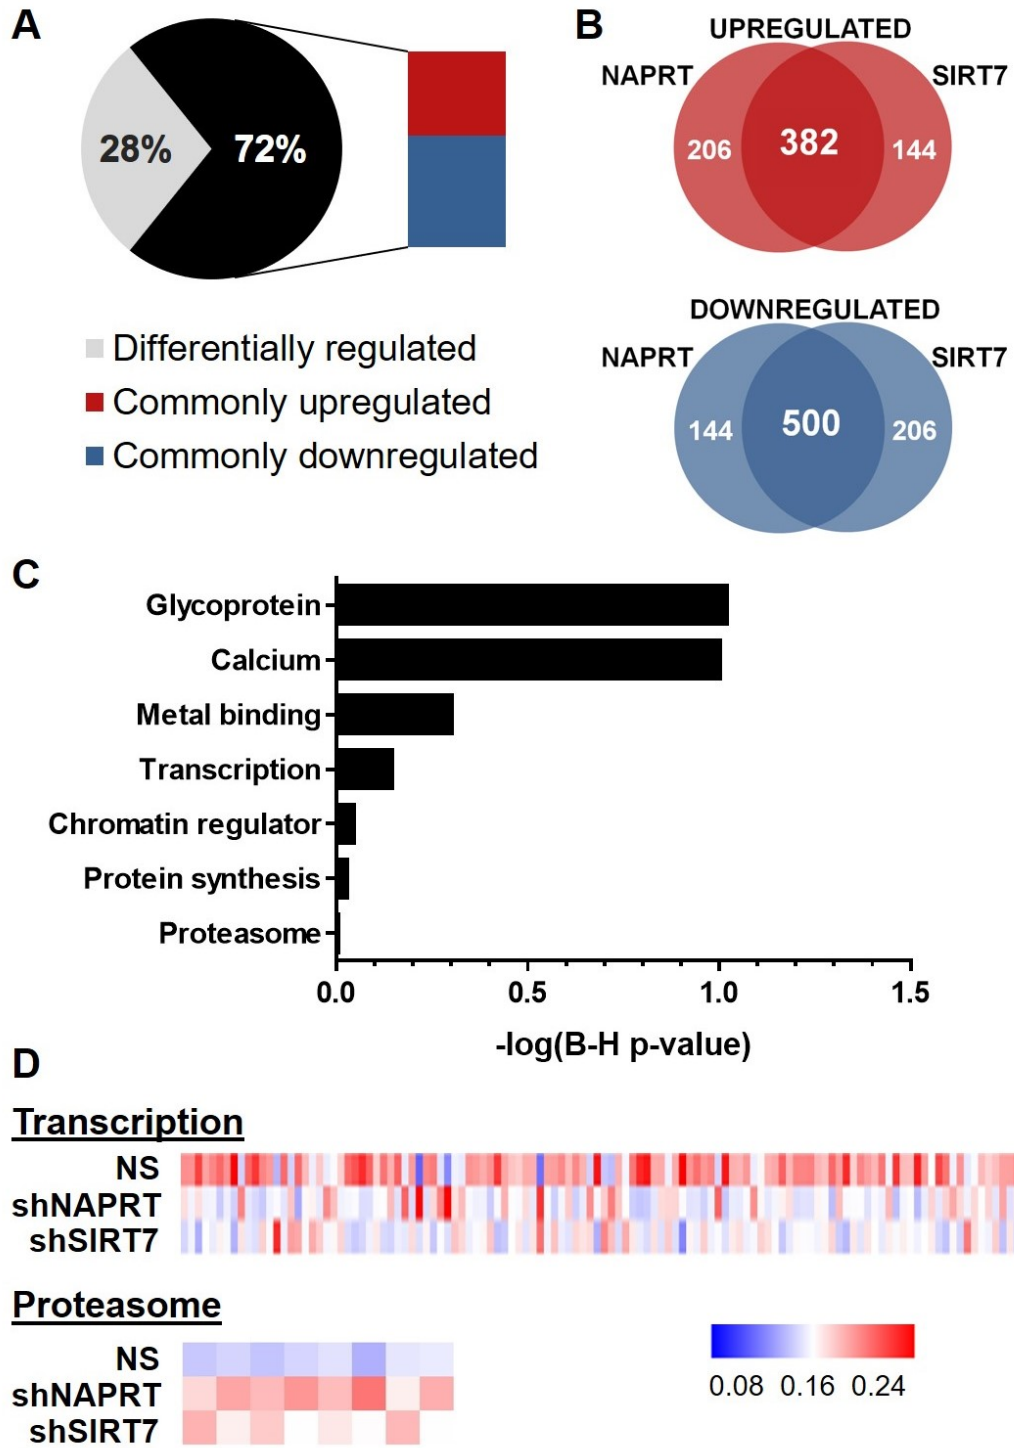 A
28%
72%
Differentially regulated
Commonly upregulated
Commonly downregulated
B
UPREGULATED
NAPRT
SIRT7
206
382
144
DOWNREGULATED
NAPRT
SIRT7
144
500
206
C
Glycoprotein
Calcium
Metal binding
Transcription
Chromatin regulator
Protein synthesis
Proteasome
0.0 0.5 1.0 1.5
-log(B-H p-value)
D
Transcription
NS
shNAPRT
shSIRT7
Proteasome
NS
shNAPRT
shSIRT7
0.08 0.16 0.24